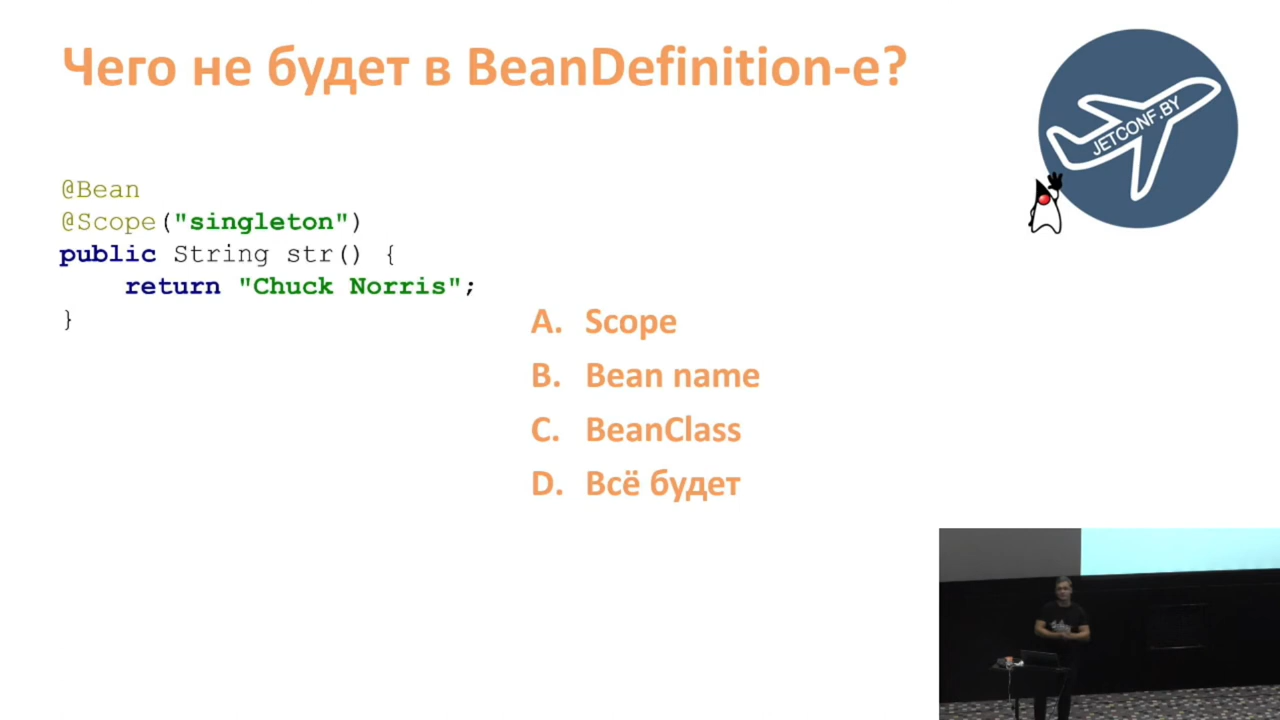 Чего не будет в BeanDefinition-е?
JETCONF.BY
@Bean
@Scope("singleton")
public String str() {
return "Chuck Norris";
}
A. Scope
B. Bean name
C. BeanClass
D. Всё будет